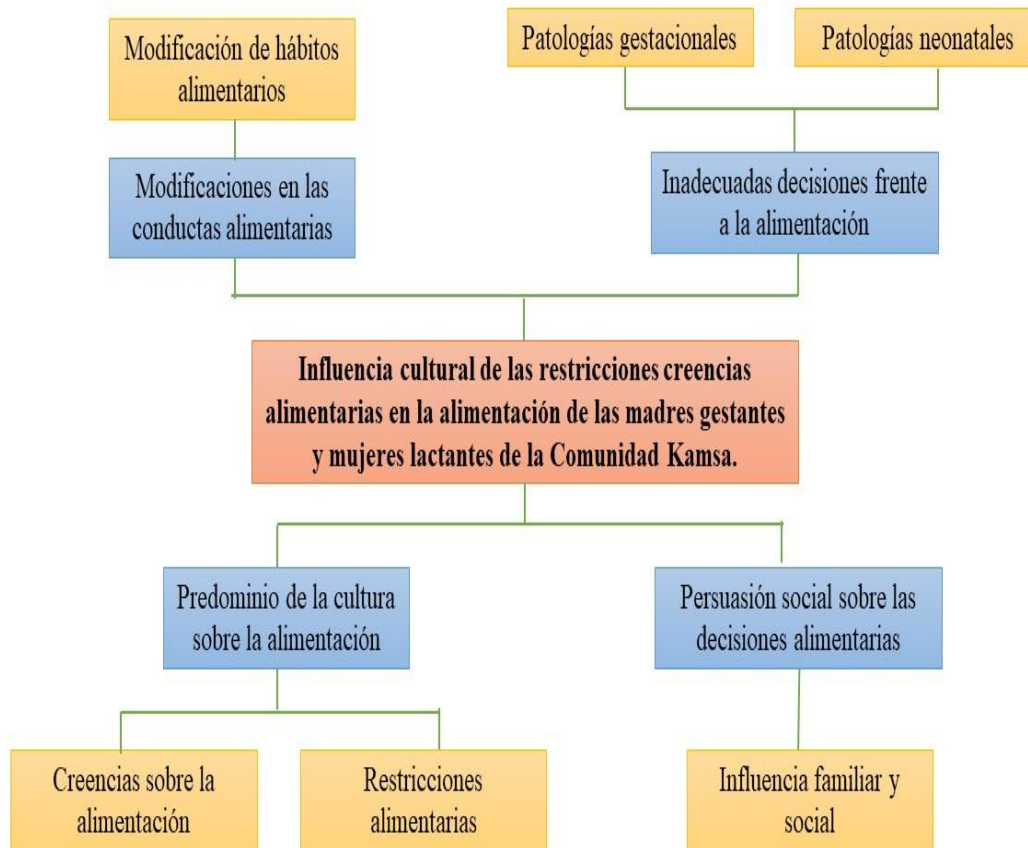 Modificación de hábitos
alimentarios
Patologías gestacionales
Patologías neonatales
Modificaciones en las
conductas alimentarias
Inadecuadas decisiones frente
a la alimentación
Influencia cultural de las restricciones creencias
alimentarias en la alimentación de las madres gestantes
y mujeres lactantes de la Comunidad Kamsa.
Predominio de la cultura
sobre la alimentación
Persuasión social sobre las
decisiones alimentarias
Creencias sobre la
alimentación
Restricciones
alimentarias
Influencia familiar y
social